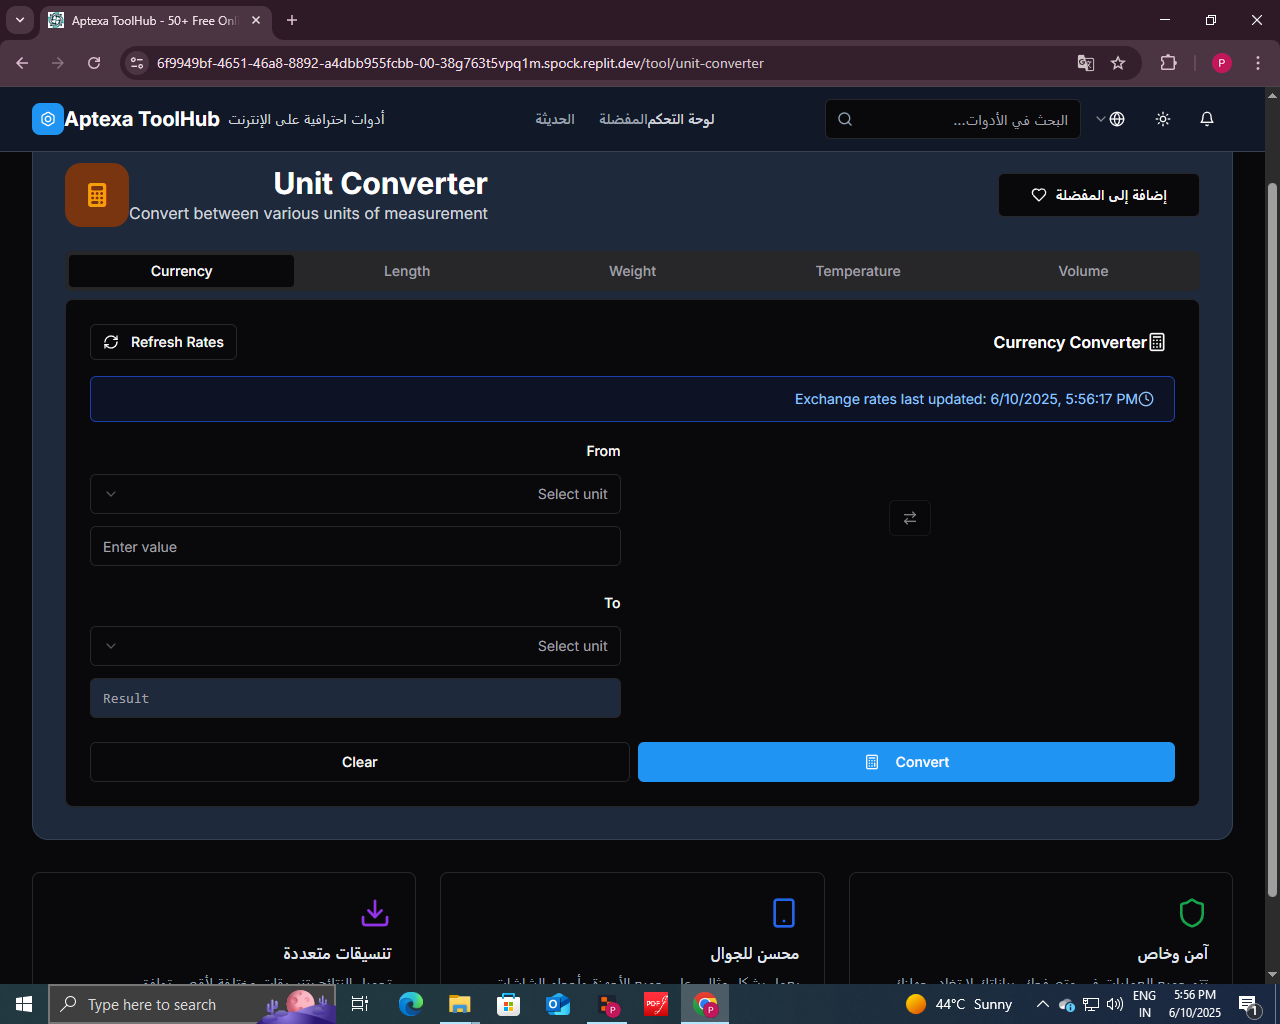 Aptexa ToolHub - 50+ Free Onl
6f9949bf-4651-46a8-8892-a4dbb955fcbb-00-38g763t5vpq1m.spock.replit.dev/tool/unit-converter
P
Aptexa ToolHub
أدوات احترافية على الإنترنت
لوحة التحكم
المفضلة
الحديثة
البحث في الأدوات...
Unit Converter
Convert between various units of measurement
إضافة إلى المفضلة
Currency
Length
Weight
Temperature
Volume
Refresh Rates
Currency Converter
Exchange rates last updated: 6/10/2025, 5:56:17 PM
From
Select unit
Enter value
To
Select unit
Result
Clear
Convert
آمن وخاص
محسن للجوال
تنسيقات متعددة
Type here to search
P
PDF
P
44°C Sunny
ENG
IN
5:56 PM
6/10/2025
1